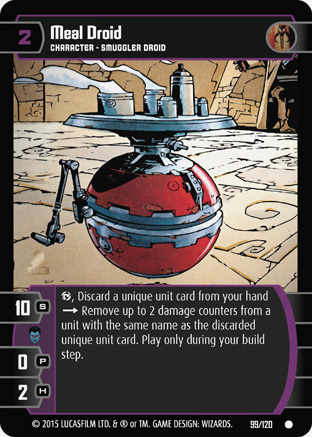 2 Meal Droid
CHARACTER - SMUGGLER DROID
10 S
0 P
2 H
, Discard a unique unit card from your hand
→ Remove up to 2 damage counters from a
unit with the same name as the discarded
unique unit card. Play only during your build
step.
© 2015 LUCASFILM LTD. & ® or TM. GAME DESIGN: WIZARDS. 99/120